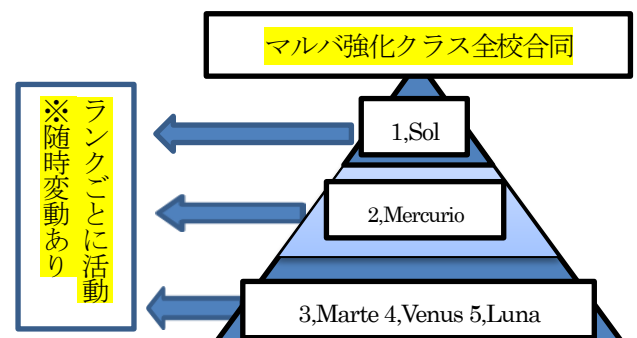 マルバ強化クラス全校合同
ランクごとに活動
※随時変動あり
1,Sol
2,Mercurio
3,Marte 4,Venus 5,Luna